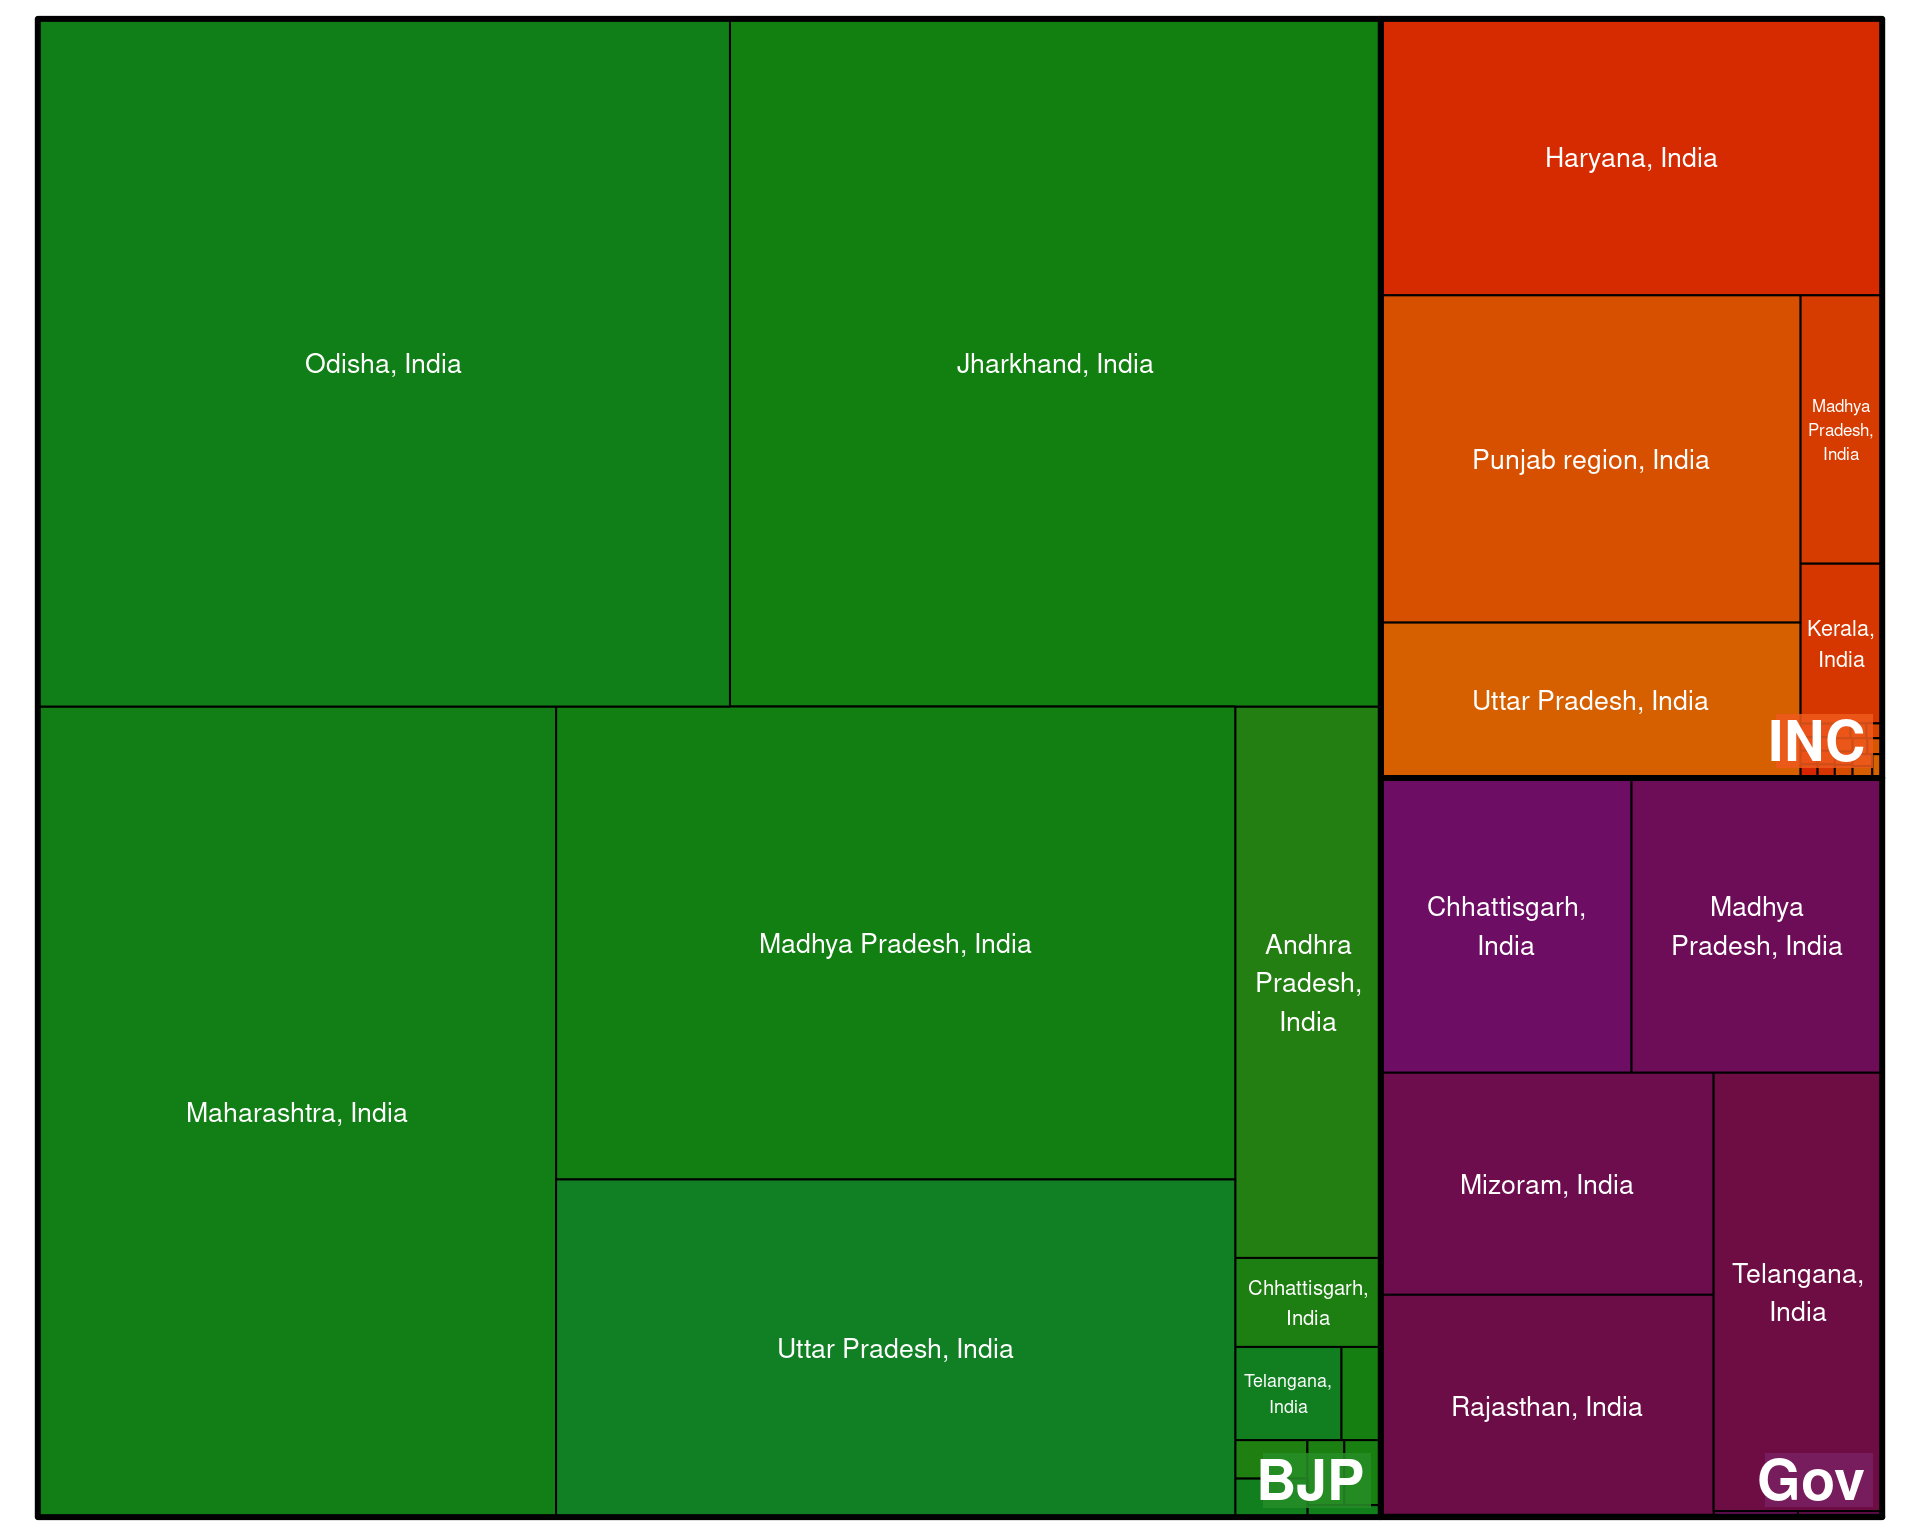 Odisha, India
Jharkhand, India
Maharashtra, India
Madhya Pradesh, India
Uttar Pradesh, India
Andhra
Pradesh,
India
Chhattisgarh,
India
Telangana,
India
BJP
Haryana, India
Punjab region, India
Madhya
Pradesh,
India
Kerala,
India
Uttar Pradesh, India
INC
Chhattisgarh,
India
Madhya
Pradesh, India
Mizoram, India
Telangana,
India
Rajasthan, India
Gov